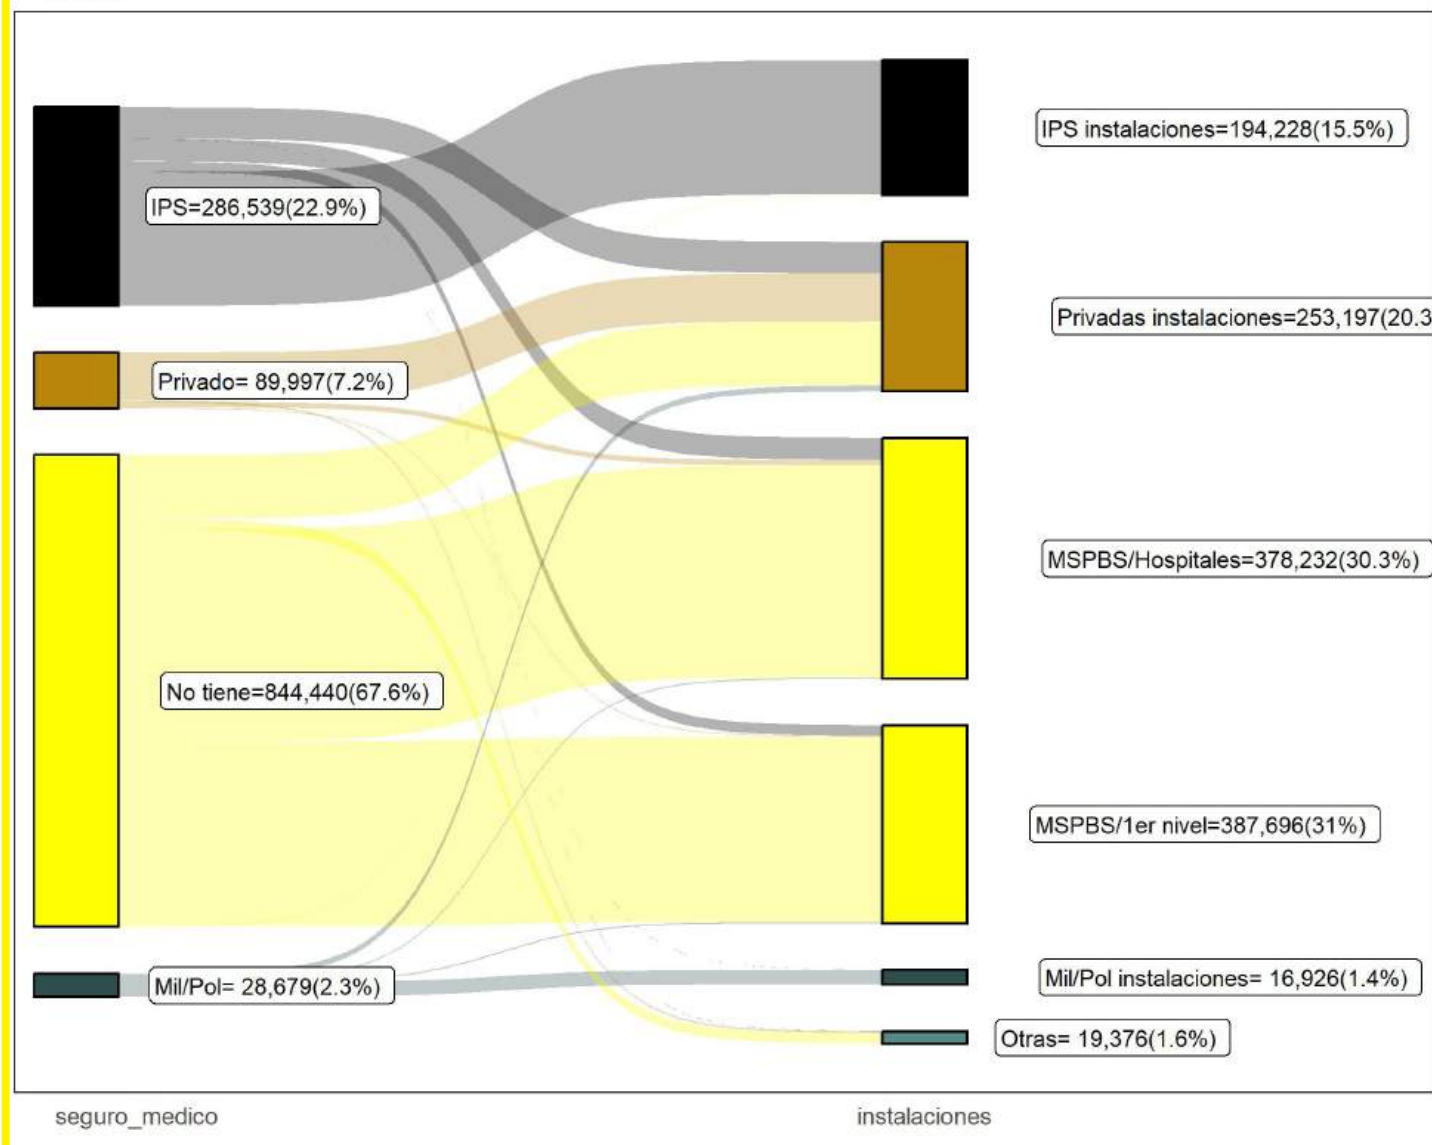 IPS instalaciones=194,228(15.5%)
IPS=286,539(22.9%)
Privadas instalaciones=253,197(20.3
Privado= 89,997(7.2%)
MSPBS/Hospitales=378,232(30.3%)
No tiene=844,440(67.6%)
MSPBS/1er nivel=387,696(31%)
Mil/Pol instalaciones= 16,926(1.4%)
Mil/Pol= 28,679(2.3%)
Otras= 19,376(1.6%)
seguro_medico
instalaciones